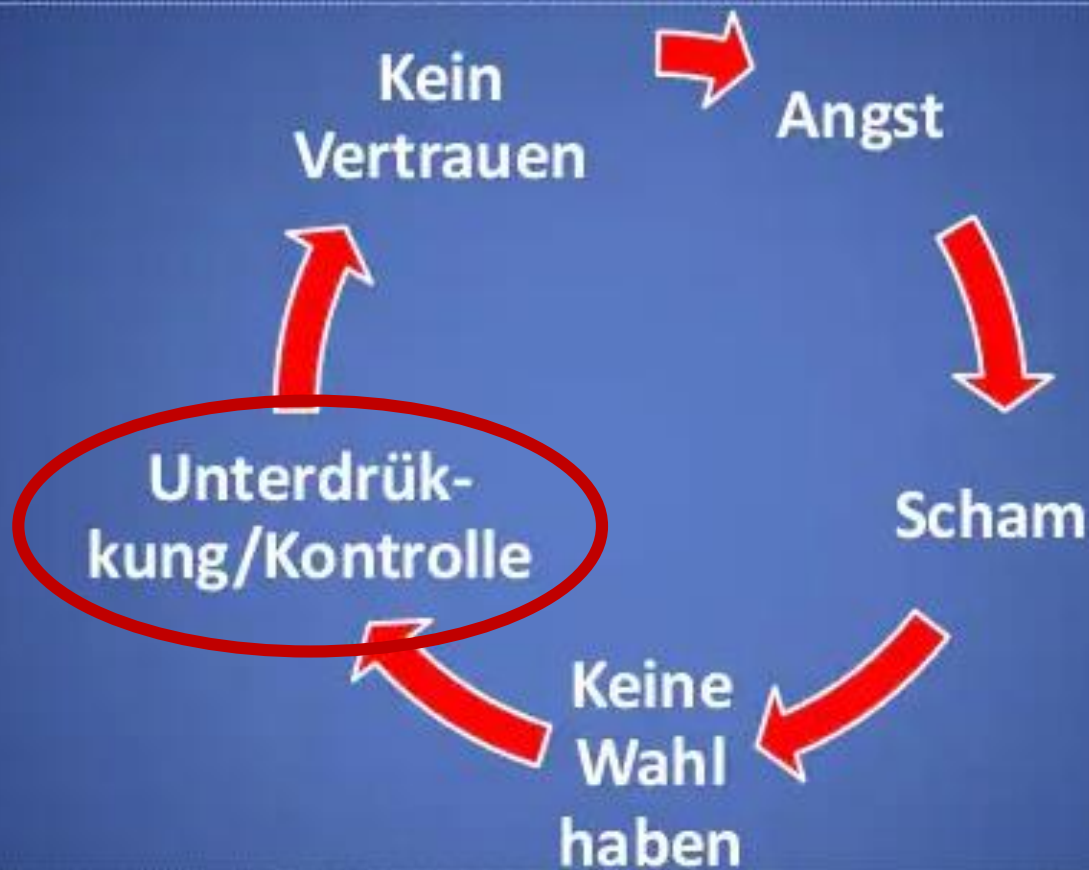 Kein
Vertrauen
Angst
Scham
Keine
Wahl
haben
Unterdrük-
kung/Kontrolle